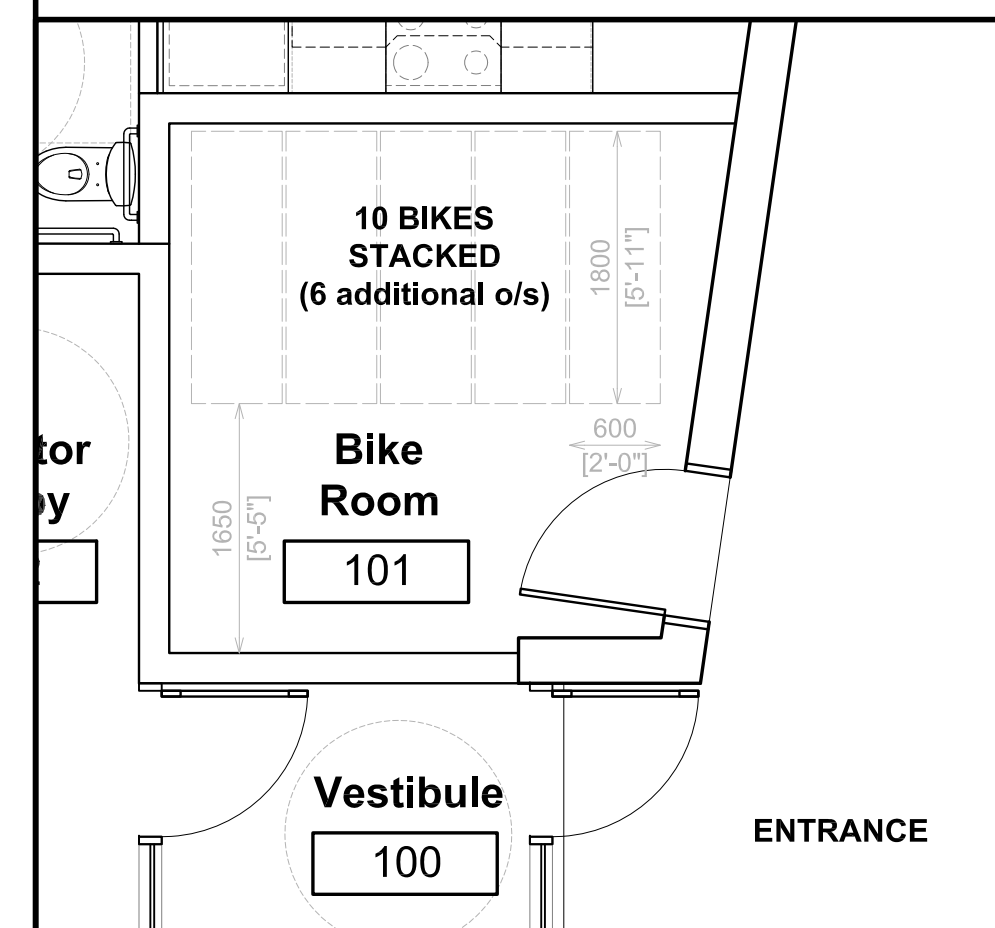 10 BIKES
STACKED
(6 additional o/s)
1800
[5'-11"]
600
[2'-0"]
tor
Bike
Room
101
1650
[5'-5"]
Vestibule
100
ENTRANCE